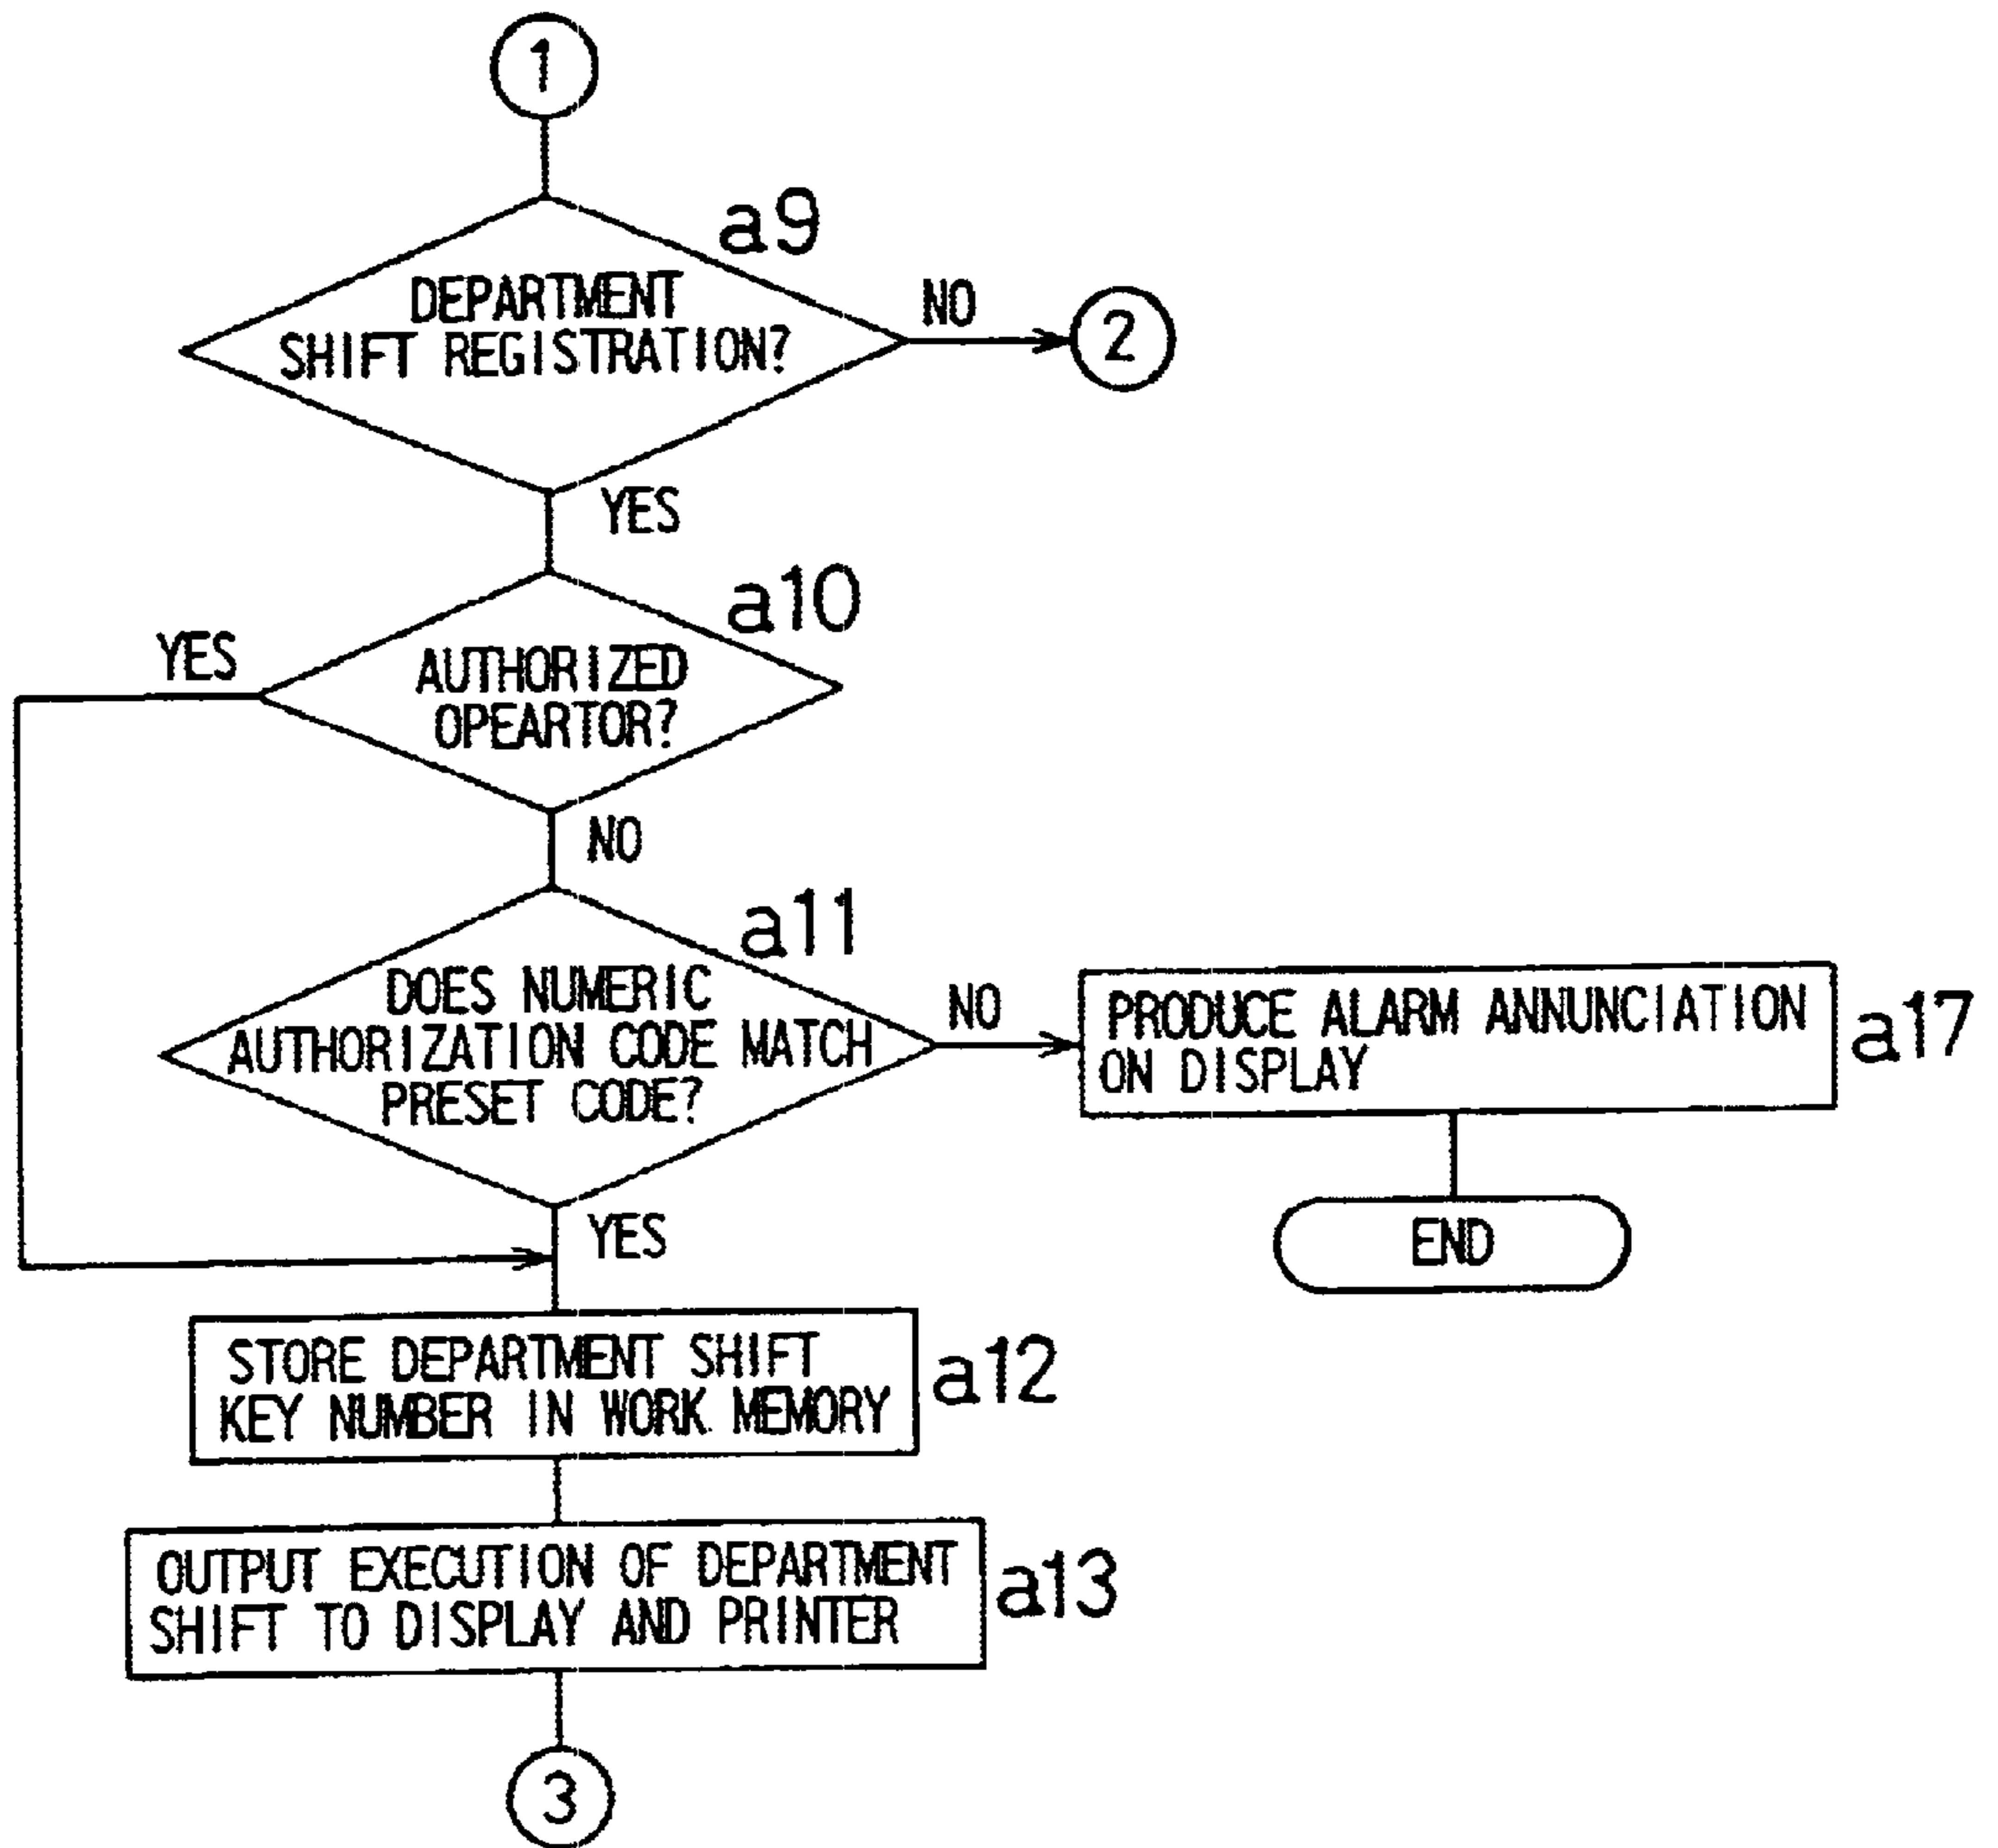 1
a9
DEPARTMENT
SHIFT REGISTRATION?
NO
2
YES
a10
YES
AUTHORIZED
OPEARTOR?
NO
a11
DOES NUMERIC
AUTHORIZATION CODE MATCH
PRESET CODE?
NO
PRODUCE ALARM ANNUNCIATION
ON DISPLAY
a17
YES
END
STORE DEPARTMENT SHIFT
KEY NUMBER IN WORK MEMORY
a12
OUTPUT EXECUTION OF DEPARTMENT
SHIFT TO DISPLAY AND PRINTER
a13
3